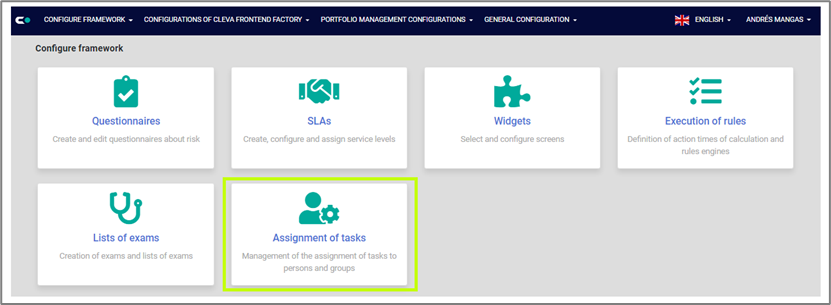 CONFIGURE FRAMEWORK CONFIGURATIONS OF CLEVA FRONTEND FACTORY PORTFOLIO MANAGEMENT CONFIGURATIONS GENERAL CONFIGURATION ENGLISH ANDRÉS MANGAS
Configure framework
Questionnaires
Create and edit questionnaires about risk
SLAs
Create, configure and assign service levels
Widgets
Select and configure screens
Execution of rules
Definition of action times of calculation and
rules engines
Lists of exams
Creation of exams and lists of exams
Assignment of tasks
Management of the assignment of tasks to
persons and groups